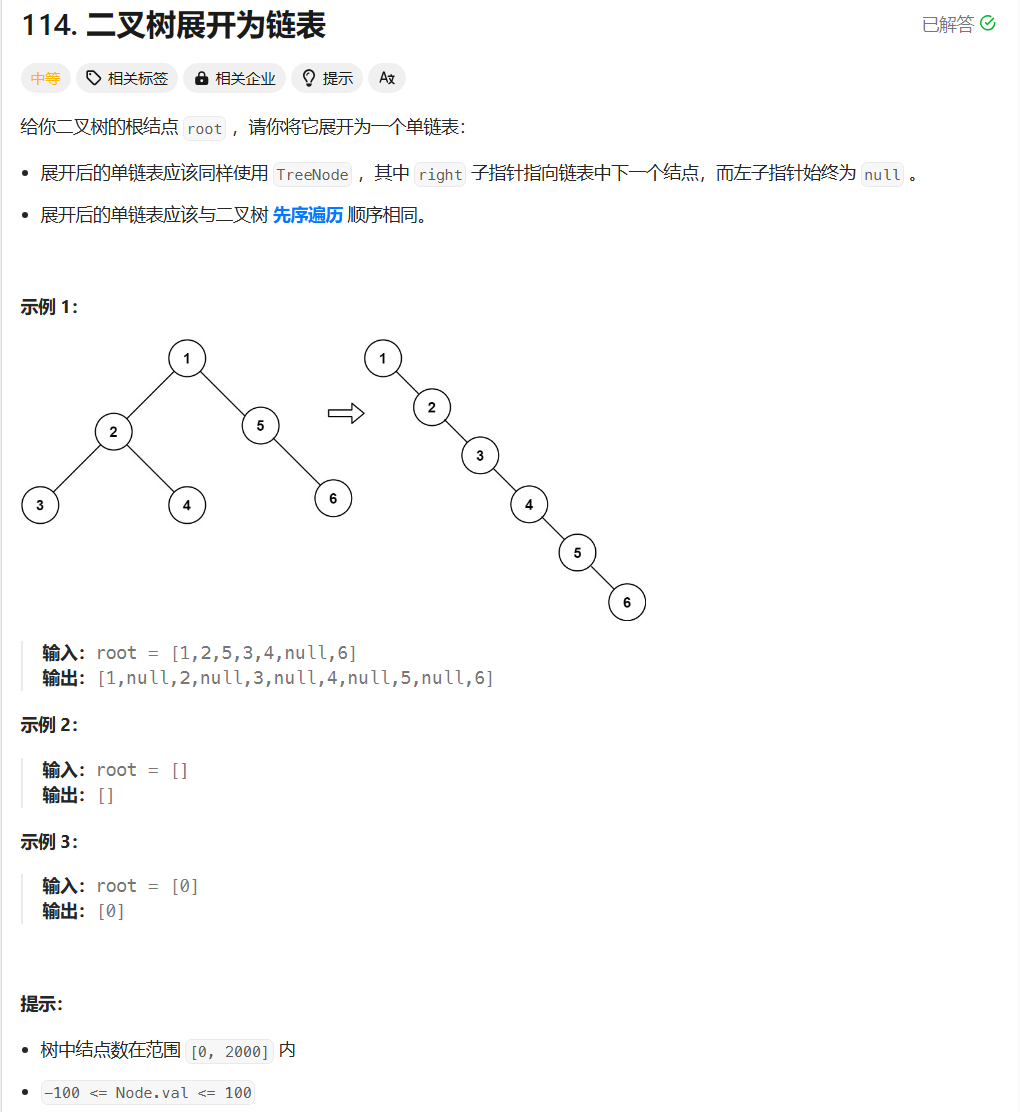 114. 二叉树展开为链表
已解答
中等 相关标签 相关企业 提示 Aあ
给你二叉树的根结点 root ，请你将它展开为一个单链表：
展开后的单链表应该同样使用 TreeNode ，其中 right 子指针指向链表中下一个结点，而左子指针始终为 null 。
展开后的单链表应该与二叉树 先序遍历 顺序相同。
示例 1：
1
2
5
3
4
6
1
2
3
4
5
6
输入：root = [1,2,5,3,4,null,6]
输出：[1,null,2,null,3,null,4,null,5,null,6]
示例 2：
输入：root = []
输出：[]
示例 3：
输入：root = [0]
输出：[0]
提示：
树中结点数在范围 [0, 2000] 内
-100 <= Node.val <= 100